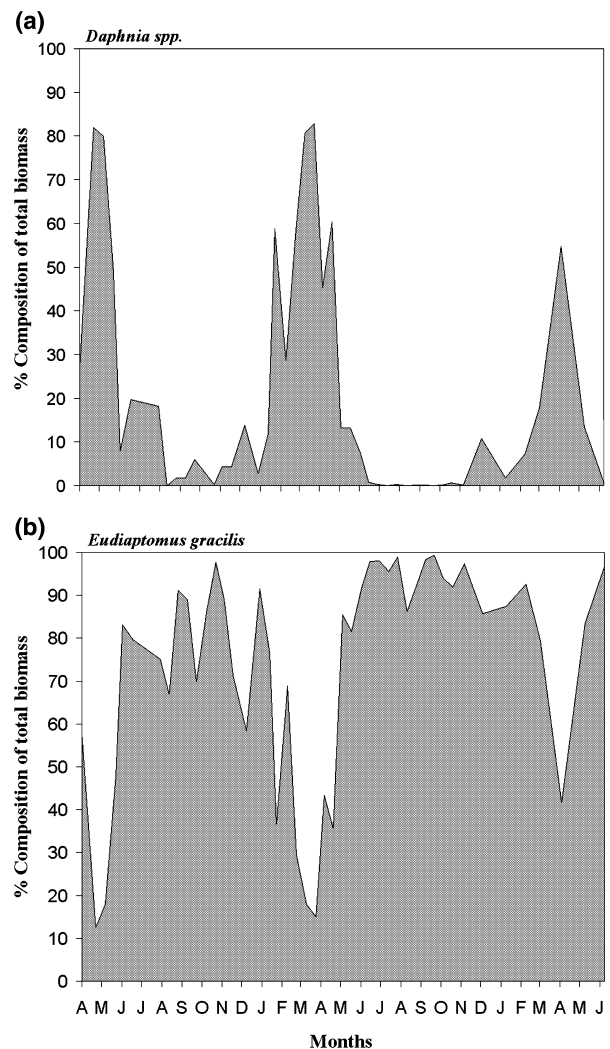 (a)
Daphnia spp.
% Composition of total biomass
100
90
80
70
60
50
40
30
20
10
0
(b)
Eudiaptomus gracilis
% Composition of total biomass
100
90
80
70
60
50
40
30
20
10
0
A M J J A S O N D J F M A M J J A S O N D J F M A M J
Months